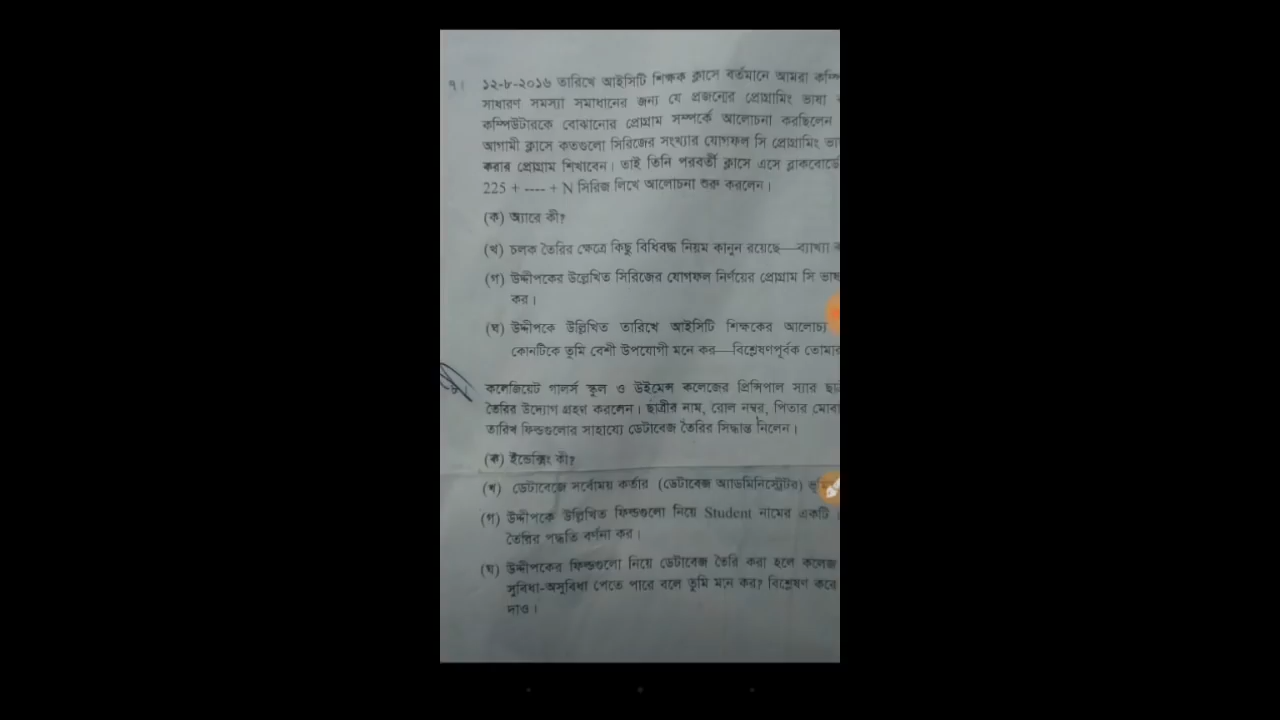 ৭। ১২-৮-২০১৬ তারিখে আইসিটি শিক্ষক ক্লাসে বর্তমানে আমরা
সাধারণ সমস্যা সমাধানের জন্য যে প্রজন্মের প্রোগ্রামিং ভাষা
কম্পিউটারকে বোঝানোর প্রোগ্রাম সম্পর্কে আলোচনা করছিলেন
আগামী ক্লাসে কতগুলো সিরিজের সংখ্যার যোগফল সি প্রোগ্রামিং
করার প্রোগ্রাম শিখাবেন। তাই তিনি পরবর্তী ক্লাসে এসে ব্লাকবোর্ডে
225 + ---- + N সিরিজ লিখে আলোচনা শুরু করলেন।
(ক) অ্যারে কী?
(খ) চলক তৈরির ক্ষেত্রে কিছু বিধিবদ্ধ নিয়ম কানুন রয়েছে—ব্যাখ্যা
(গ) উদ্দীপকের উল্লেখিত সিরিজের যোগফল নির্ণয়ের প্রোগ্রাম সি
কর।
(ঘ) উদ্দীপকে উল্লিখিত তারিখে আইসিটি শিক্ষকের আলোচ্য
কোনটিকে তুমি বেশী উপযোগী মনে কর—বিশ্লেষণপূর্বক তোমার
৮। কলেজিয়েট গালর্স স্কুল ও উইমেন্স কলেজের প্রিন্সিপাল স্যার
তৈরির উদ্যোগ গ্রহণ করলেন। ছাত্রীর নাম, রোল নম্বর, পিতার
তারিখ ফিল্ডগুলোর সাহায্যে ডেটাবেজ তৈরির সিদ্ধান্ত নিলেন।
(ক) ইন্ডেক্সিং কী?
(খ) ডেটাবেজে সর্বোময় কর্তার (ডেটাবেজ অ্যাডমিনিস্ট্রেটর)
(গ) উদ্দীপকে উল্লিখিত ফিল্ডগুলো নিয়ে Student নামের একটি
তৈরির পদ্ধতি বর্ণনা কর।
(ঘ) উদ্দীপকের ফিল্ডগুলো নিয়ে ডেটাবেজ তৈরি করা হলে কলেজ
সুবিধা-অসুবিধা পেতে পারে বলে তুমি মনে কর? বিশ্লেষণ করে
দাও।